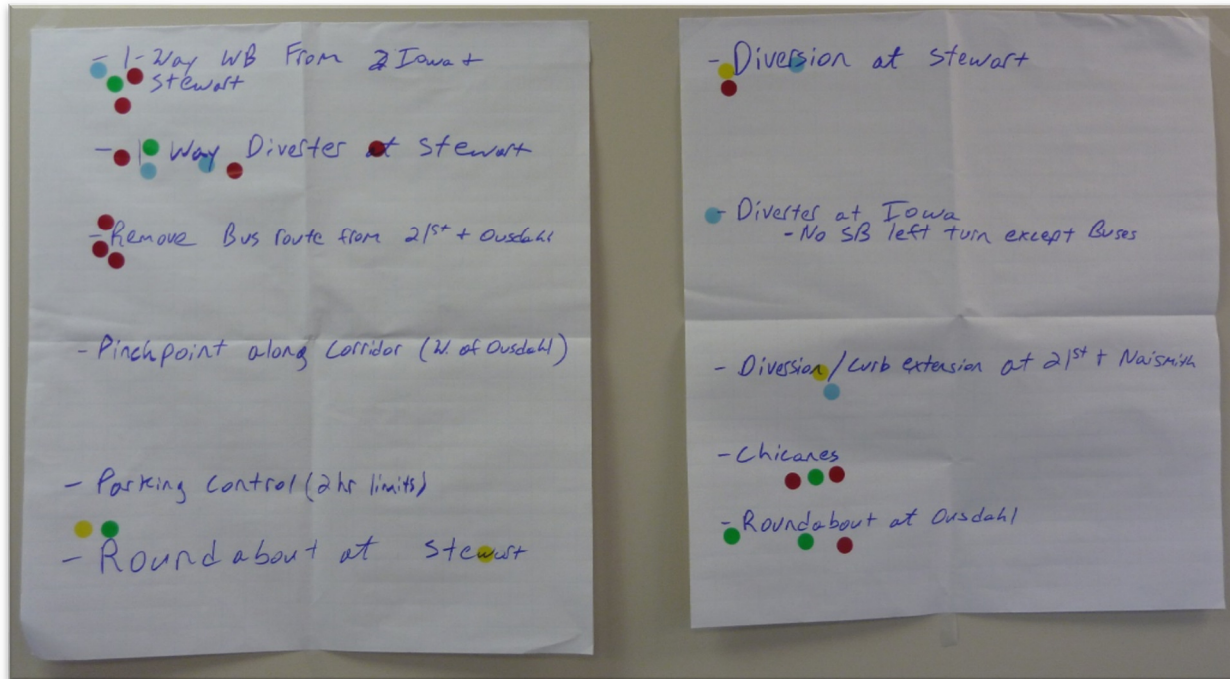 - 1-Way WB From Iowa +
Stewart
- 1 Way Diverter at Stewart
- Remove Bus route from 21st + Ousdahl
- Pinchpoint along Corridor (W. of Ousdahl)
- Parking Control (2hr limits)
- Roundabout at Stewart
- Diversion at Stewart
- Diverter at Iowa
- No SB left turn except Buses
- Diversion/curb extension at 21st + Naismith
- Chicanes
- Roundabout at Ousdahl